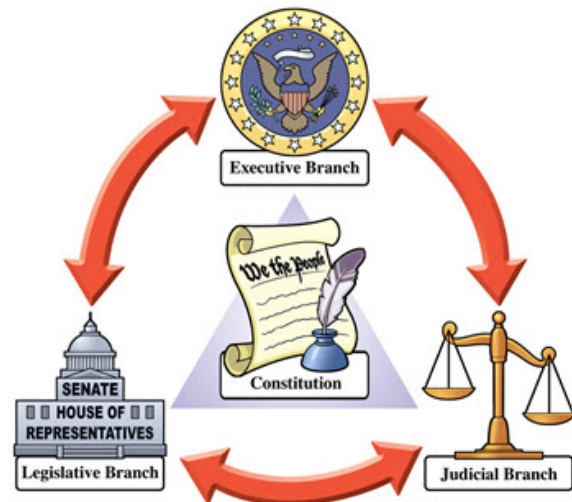 Executive Branch
We the People
Constitution
SENATE
HOUSE OF
REPRESENTATIVES
Legislative Branch
Judicial Branch